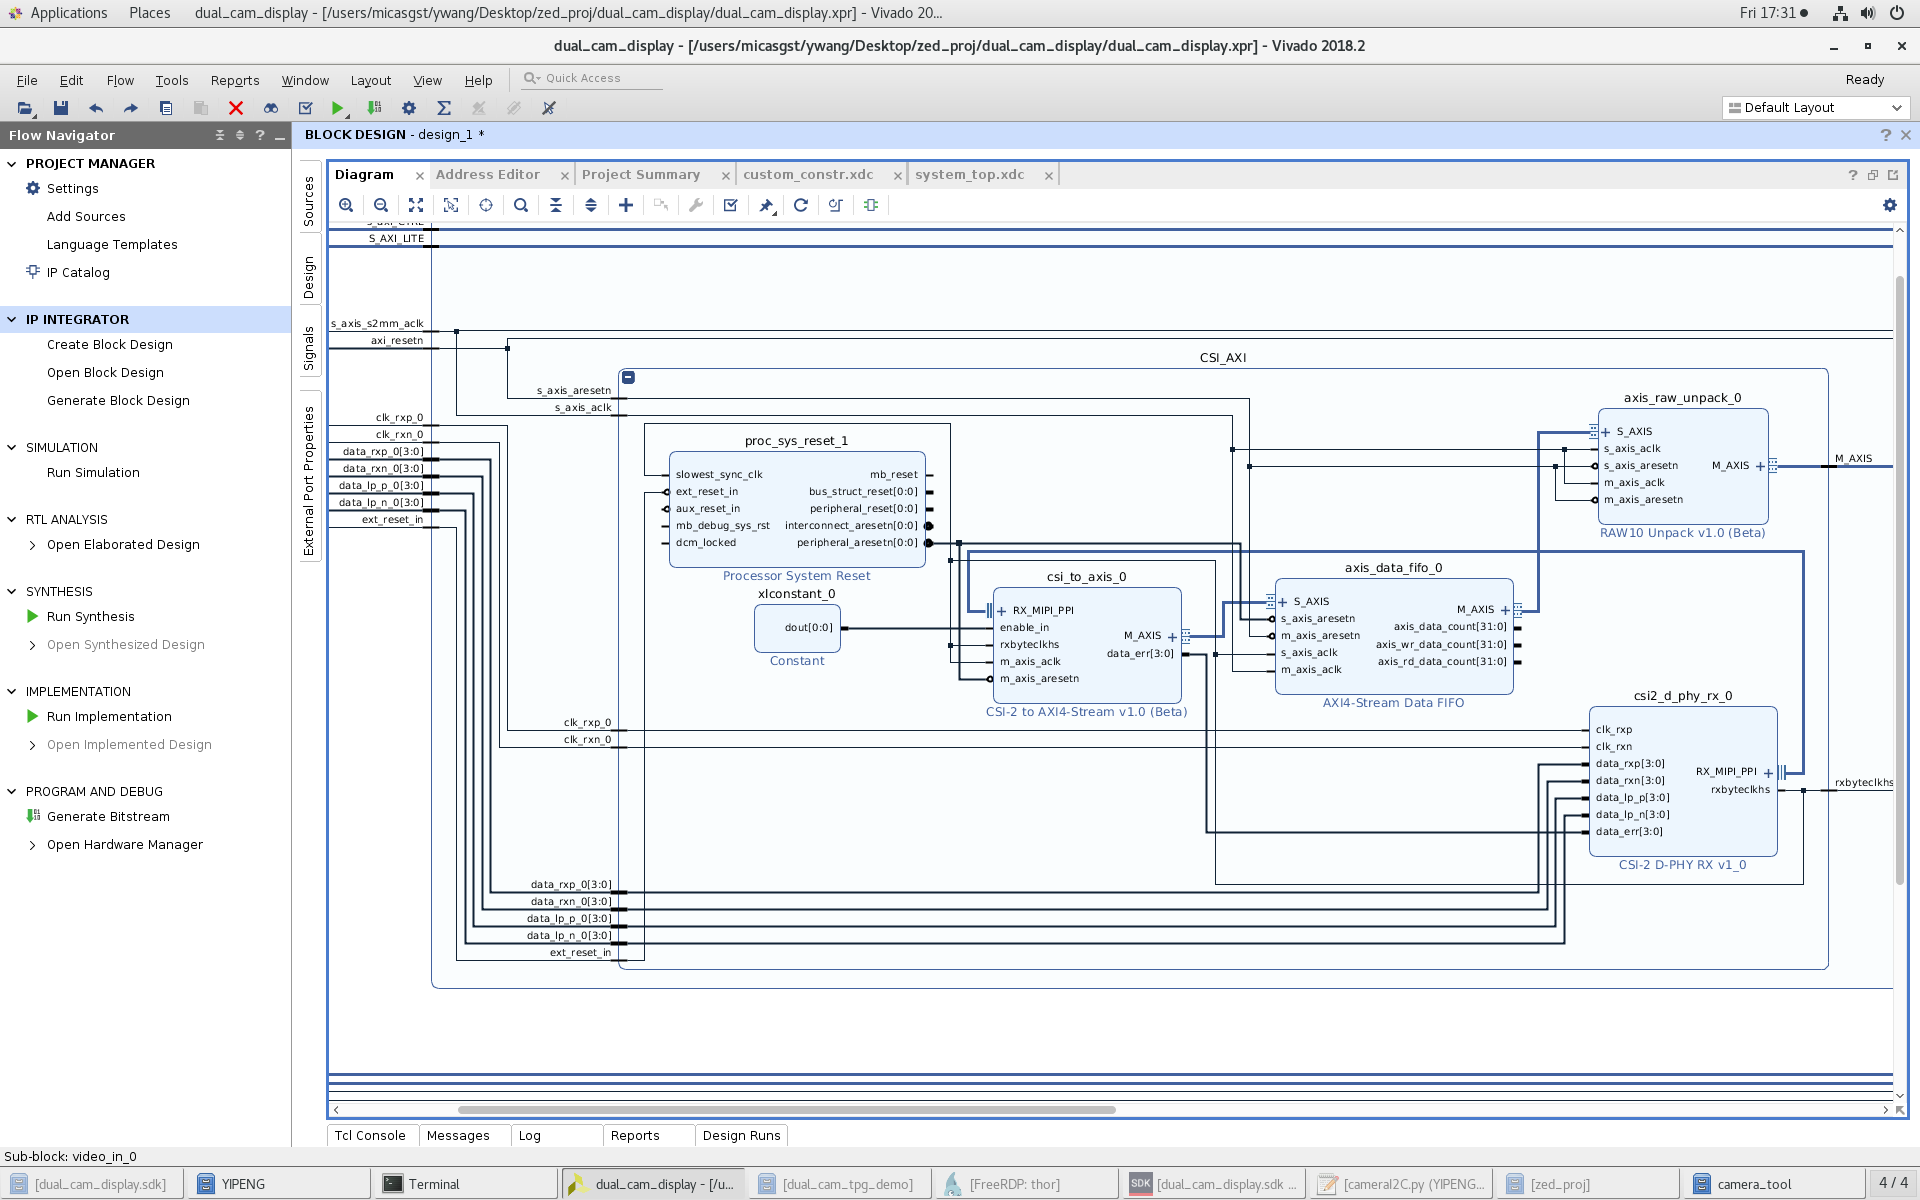 Applications Places dual_cam_display - [/users/micasgst/ywang/Desktop/zed_proj/dual_cam_display/dual_cam_display.xpr] - Vivado 20... Fri 17:31
dual_cam_display - [/users/micasgst/ywang/Desktop/zed_proj/dual_cam_display/dual_cam_display.xpr] - Vivado 2018.2
File Edit Flow Tools Reports Window Layout View Help Quick Access Ready
Default Layout
Flow Navigator
PROJECT MANAGER
Settings
Add Sources
Language Templates
IP Catalog
IP INTEGRATOR
Create Block Design
Open Block Design
Generate Block Design
SIMULATION
Run Simulation
RTL ANALYSIS
Open Elaborated Design
SYNTHESIS
Run Synthesis
Open Synthesized Design
IMPLEMENTATION
Run Implementation
Open Implemented Design
PROGRAM AND DEBUG
Generate Bitstream
Open Hardware Manager
BLOCK DESIGN - design_1 *
Sources
Design
Signals
External Port Properties
Diagram Address Editor Project Summary custom_constr.xdc system_top.xdc
S_AXI_LITE
s_axis_s2mm_aclk
axi_resetn
clk_rxp_0
clk_rxn_0
data_rxp_0[3:0]
data_rxn_0[3:0]
data_lp_p_0[3:0]
data_lp_n_0[3:0]
ext_reset_in
CSI_AXI
s_axis_aresetn
s_axis_aclk
clk_rxp_0
clk_rxn_0
data_rxp_0[3:0]
data_rxn_0[3:0]
data_lp_p_0[3:0]
data_lp_n_0[3:0]
ext_reset_in
proc_sys_reset_1
slowest_sync_clk mb_reset
ext_reset_in bus_struct_reset[0:0]
aux_reset_in peripheral_reset[0:0]
mb_debug_sys_rst interconnect_aresetn[0:0]
dcm_locked peripheral_aresetn[0:0]
Processor System Reset
xlconstant_0
dout[0:0]
Constant
csi_to_axis_0
RX_MIPI_PPI
enable_in
rxbyteclkhs
m_axis_aclk
m_axis_aresetn
M_AXIS
data_err[3:0]
CSI-2 to AXI4-Stream v1.0 (Beta)
axis_data_fifo_0
S_AXIS
s_axis_aresetn
m_axis_aresetn
s_axis_aclk
m_axis_aclk
M_AXIS
axis_data_count[31:0]
axis_wr_data_count[31:0]
axis_rd_data_count[31:0]
AXI4-Stream Data FIFO
axis_raw_unpack_0
S_AXIS
s_axis_aclk
s_axis_aresetn
m_axis_aclk
m_axis_aresetn
M_AXIS
RAW10 Unpack v1.0 (Beta)
M_AXIS
csi2_d_phy_rx_0
clk_rxp
clk_rxn
data_rxp[3:0]
data_rxn[3:0]
data_lp_p[3:0]
data_lp_n[3:0]
data_err[3:0]
RX_MIPI_PPI
rxbyteclkhs
CSI-2 D-PHY RX v1_0
rxbyteclkhs
Tcl Console Messages Log Reports Design Runs
Sub-block: video_in_0
[dual_cam_display.sdk] YIPENG Terminal dual_cam_display - [/u... [dual_cam_tpg_demo] [FreeRDP: thor] SDK [dual_cam_display.sdk ... [cameraI2C.py (YIPENG... [zed_proj] camera_tool 4 / 4